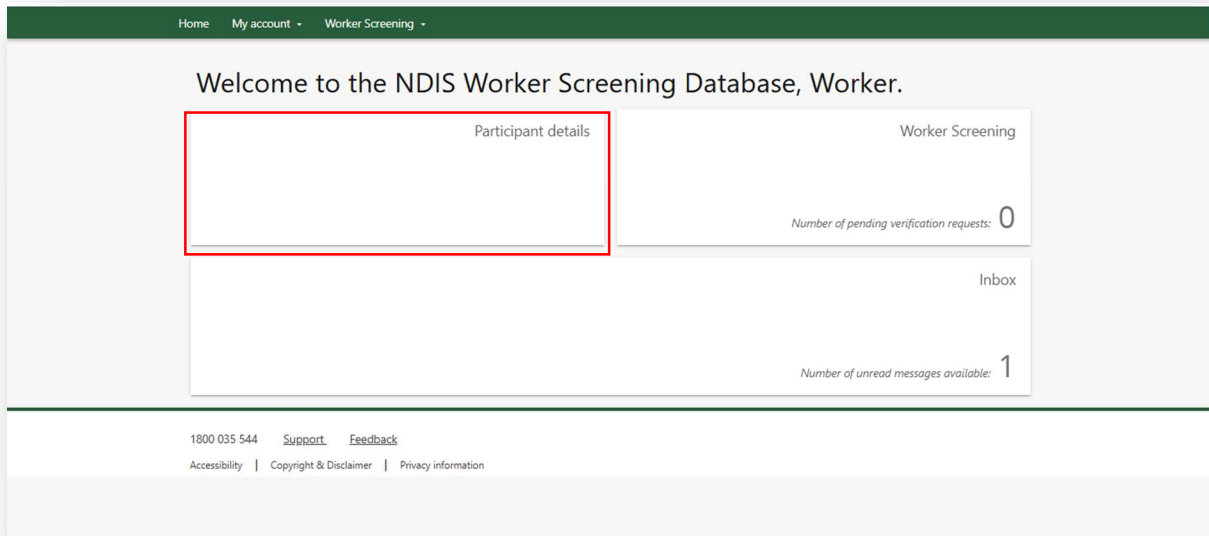 Home My account Worker Screening
Welcome to the NDIS Worker Screening Database, Worker.
Participant details
Worker Screening
Number of pending verification requests: 0
Inbox
Number of unread messages available: 1
1800 035 544 Support Feedback
Accessibility | Copyright & Disclaimer | Privacy information